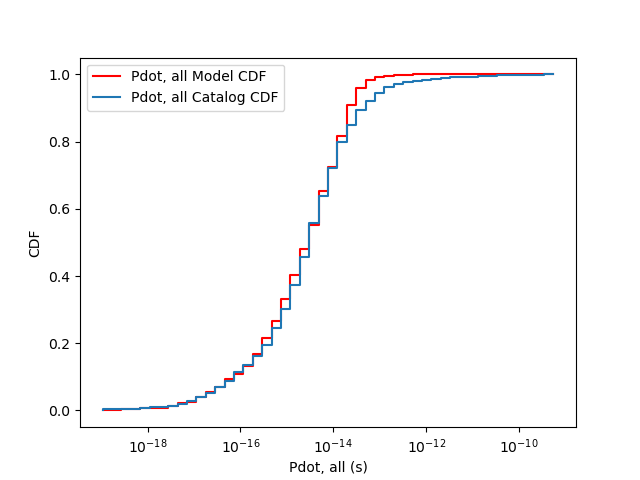 Pdot, all Model CDF
Pdot, all Catalog CDF
1.0
0.8
0.6
0.4
0.2
0.0
CDF
10⁻¹⁸ 10⁻¹⁶ 10⁻¹⁴ 10⁻¹² 10⁻¹⁰
Pdot, all (s)